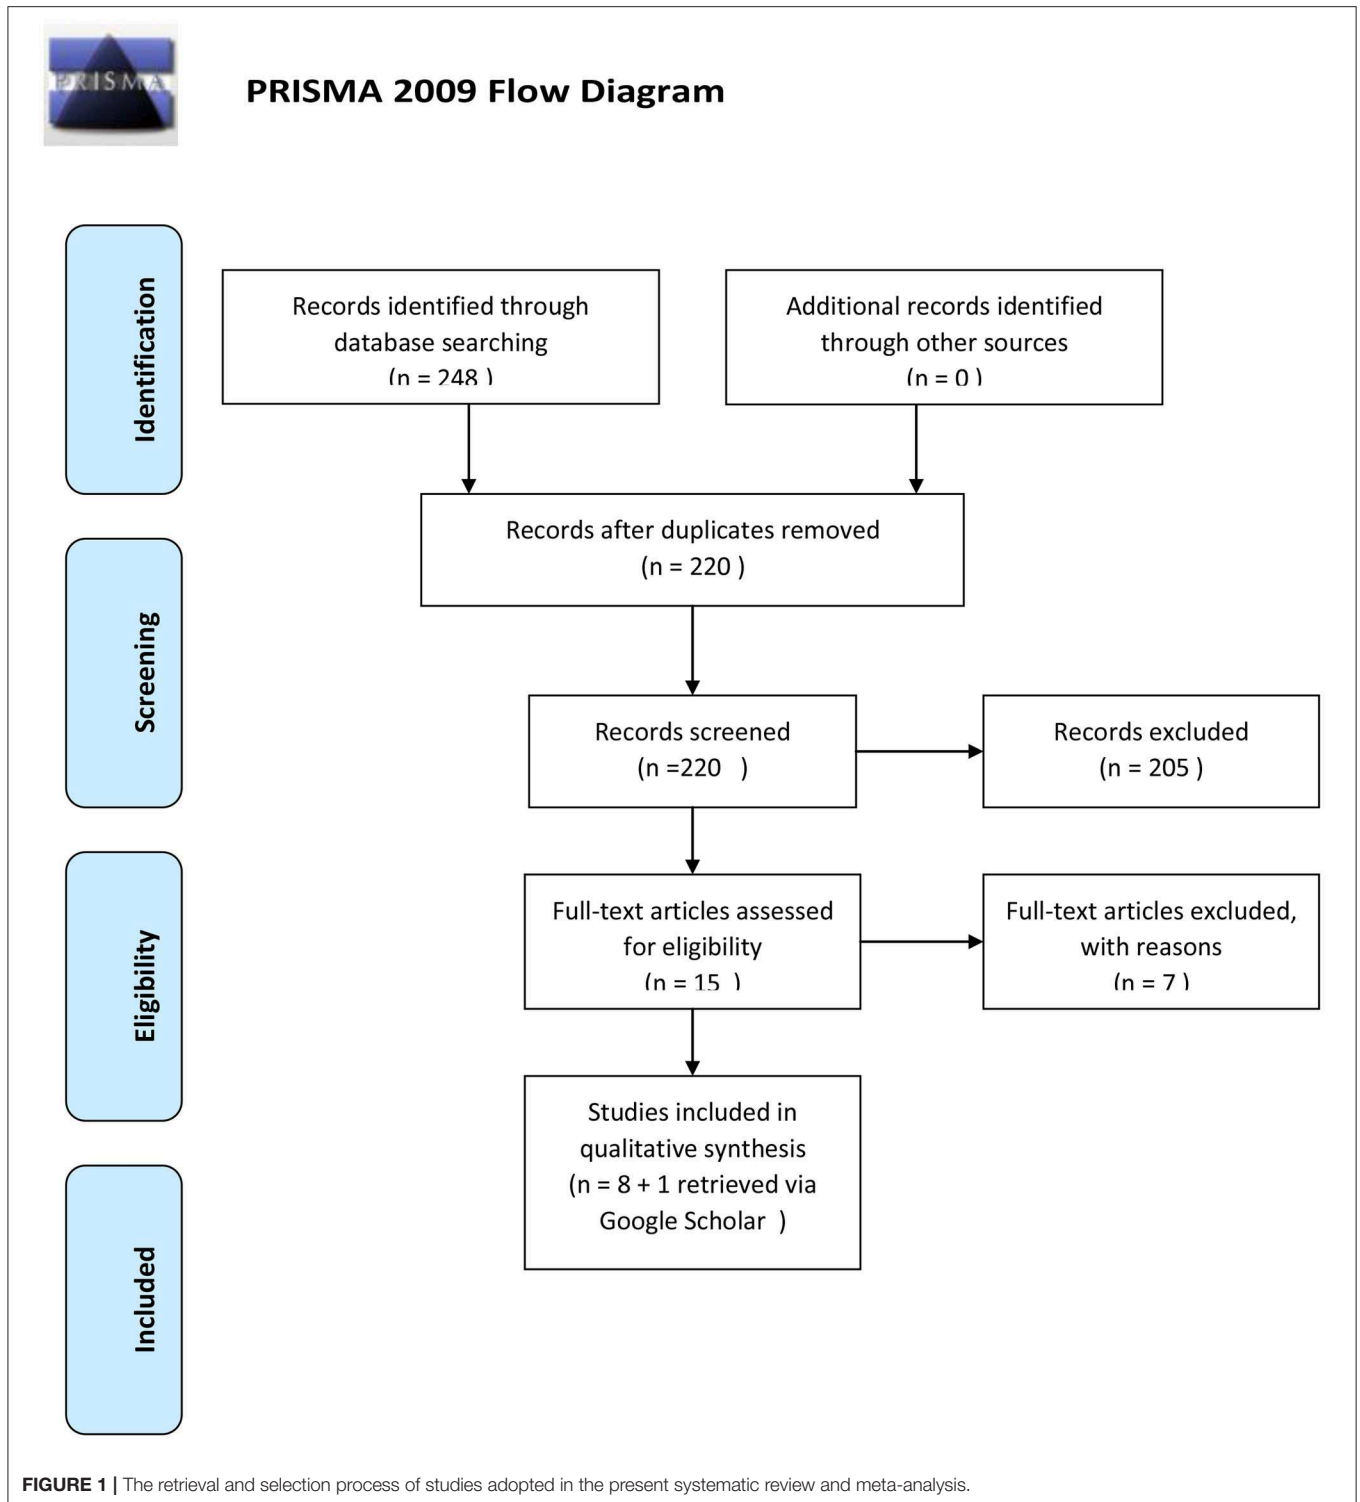 PRISMA
PRISMA 2009 Flow Diagram
Identification
Records identified through
database searching
(n = 248 )
Additional records identified
through other sources
(n = 0 )
Records after duplicates removed
(n = 220 )
Screening
Records screened
(n =220 )
Records excluded
(n = 205 )
Eligibility
Full-text articles assessed
for eligibility
(n = 15 )
Full-text articles excluded,
with reasons
(n = 7 )
Included
Studies included in
qualitative synthesis
(n = 8 + 1 retrieved via
Google Scholar )
FIGURE 1 | The retrieval and selection process of studies adopted in the present systematic review and meta-analysis.